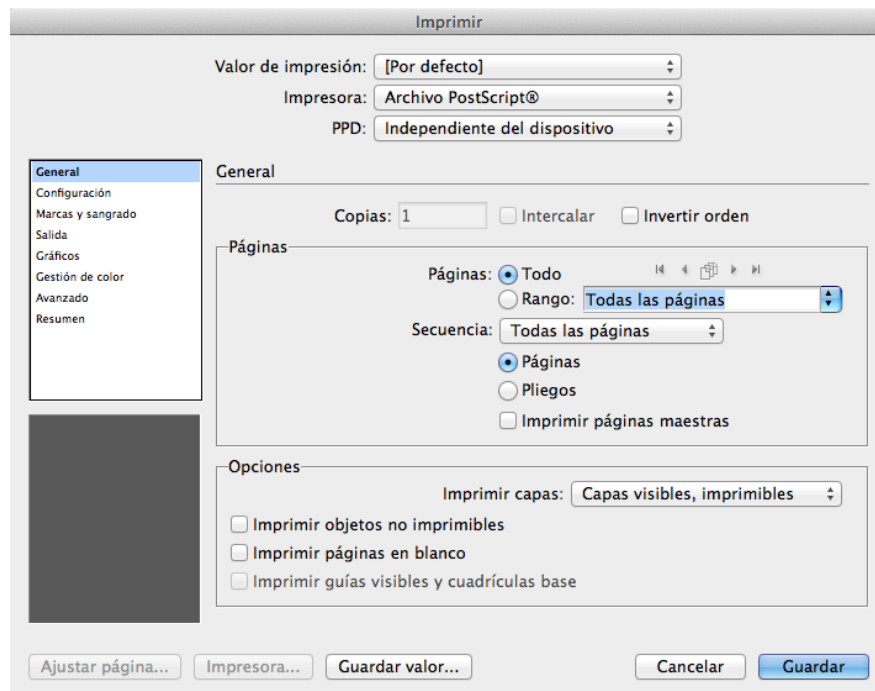 Imprimir
Valor de impresión: [Por defecto]
Impresora: Archivo PostScript®
PPD: Independiente del dispositivo
General
Configuración
Marcas y sangrado
Salida
Gráficos
Gestión de color
Avanzado
Resumen
General
Copias: 1 Intercalar Invertir orden
Páginas
Páginas: Todo
Rango: Todas las páginas
Secuencia: Todas las páginas
Páginas
Pliegos
Imprimir páginas maestras
Opciones
Imprimir capas: Capas visibles, imprimibles
Imprimir objetos no imprimibles
Imprimir páginas en blanco
Imprimir guías visibles y cuadrículas base
Ajustar página... Impresora... Guardar valor... Cancelar Guardar